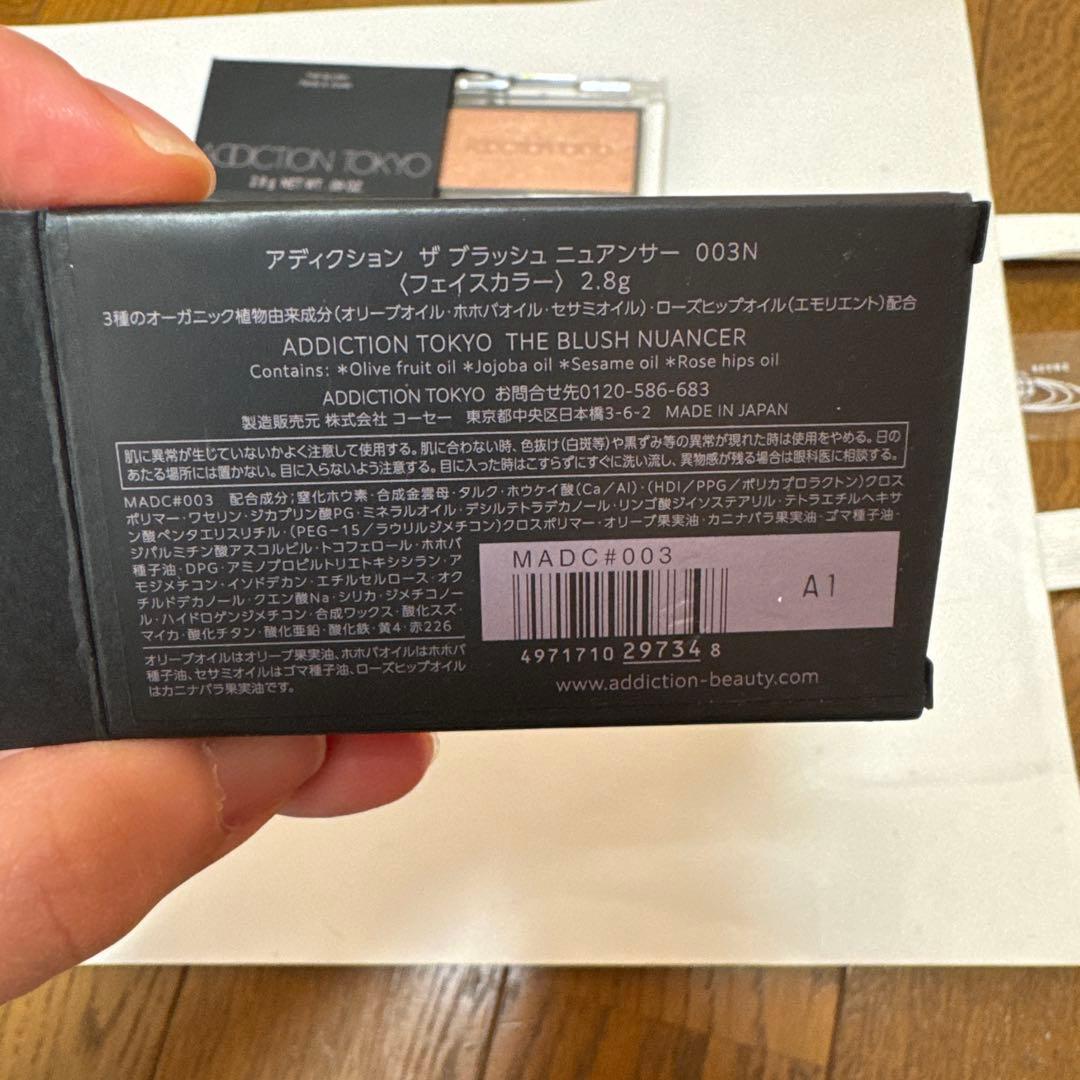 ADDICTION TOKYO
2.8g NET WT. .09 OZ.
ADDICTION TOKYO
アディクション ザ ブラッシュ ニュアンサー 003N
〈フェイスカラー〉 2.8g
3種のオーガニック植物由来成分(オリーブオイル・ホホバオイル・セサミオイル)・ローズヒップオイル(エモリエント)配合
ADDICTION TOKYO THE BLUSH NUANCER
Contains: *Olive fruit oil *Jojoba oil *Sesame oil *Rose hips oil
ADDICTION TOKYO お問合せ先0120-586-683
製造販売元 株式会社 コーセー 東京都中央区日本橋3-6-2 MADE IN JAPAN
肌に異常が生じていないかよく注意して使用する。肌に合わない時、色抜け(白斑等)や黒ずみ等の異常が現れた時は使用をやめる。日の
あたる場所には置かない。目に入らないよう注意する。目に入った時はこすらずにすぐに洗い流し、異物感が残る場合は眼科医に相談する。
MADC#003 配合成分;窒化ホウ素・合成金雲母・タルク・ホウケイ酸(Ca/Al)・(HDI/PPG/ポリカプロラクトン)クロス
ポリマー・ワセリン・ジカプリン酸PG・ミネラルオイル・デシルテトラデカノール・リンゴ酸ジイソステアリル・テトラエチルヘキサ
ン酸ペンタエリスリチル・(PEG-15/ラウリルジメチコン)クロスポリマー・オリーブ果実油・カニナバラ果実油・ゴマ種子油・
ジパルミチン酸アスコルビル・トコフェロール・ホホバ
種子油・DPG・アミノプロピルトリエトキシシラン・ア
モジメチコン・イソドデカン・エチルセルロース・オク
チルドデカノール・クエン酸Na・シリカ・ジメチコノー
ル・ハイドロゲンジメチコン・合成ワックス・酸化スズ・
マイカ・酸化チタン・酸化亜鉛・酸化鉄・黄4・赤226
オリーブオイルはオリーブ果実油、ホホバオイルはホホバ
種子油、セサミオイルはゴマ種子油、ローズヒップオイル
はカニナバラ果実油です。
MADC#003
A1
4971710 29734 8
www.addiction-beauty.com